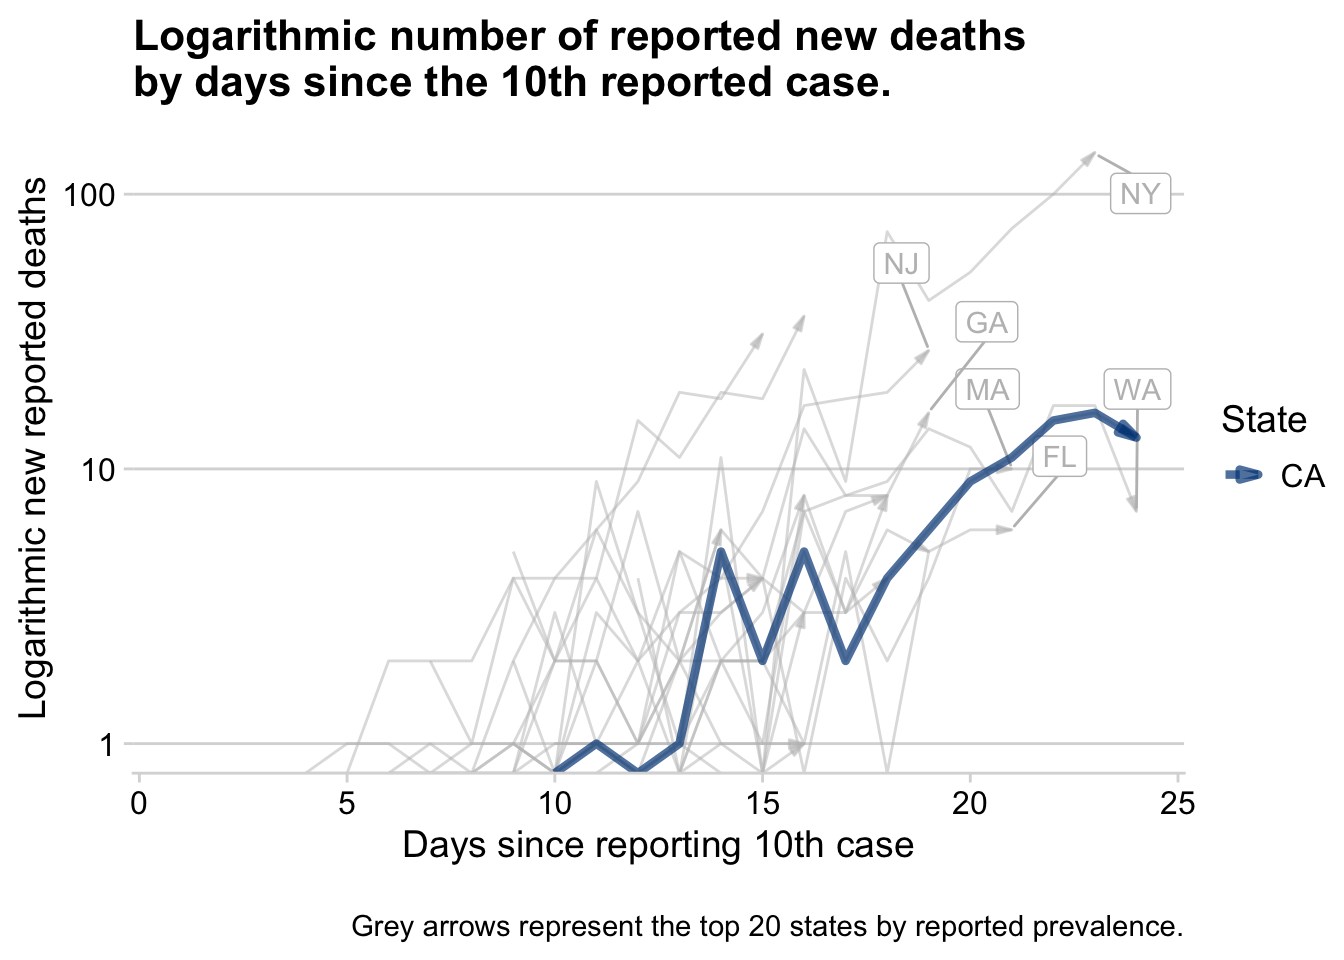 Logarithmic number of reported new deaths
by days since the 10th reported case.
Logarithmic new reported deaths
100
10
1
NY
NJ
GA
MA
WA
FL
State
CA
0 5 10 15 20 25
Days since reporting 10th case
Grey arrows represent the top 20 states by reported prevalence.